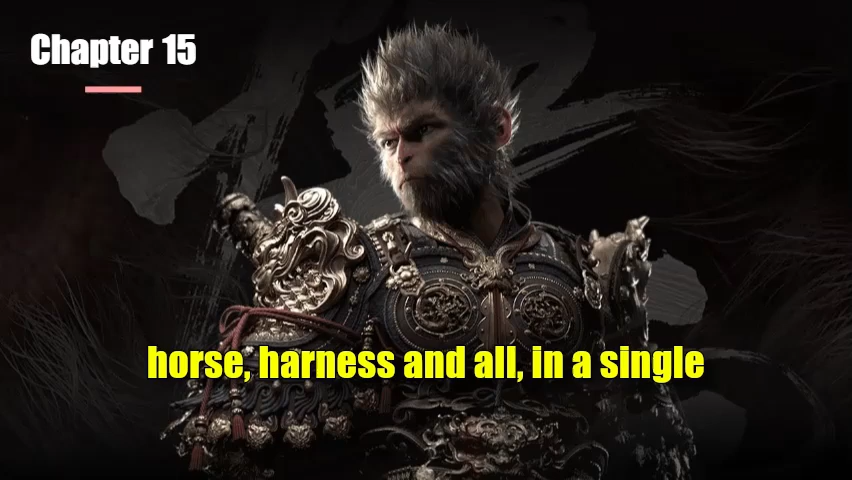 Chapter 15
horse, harness and all, in a single